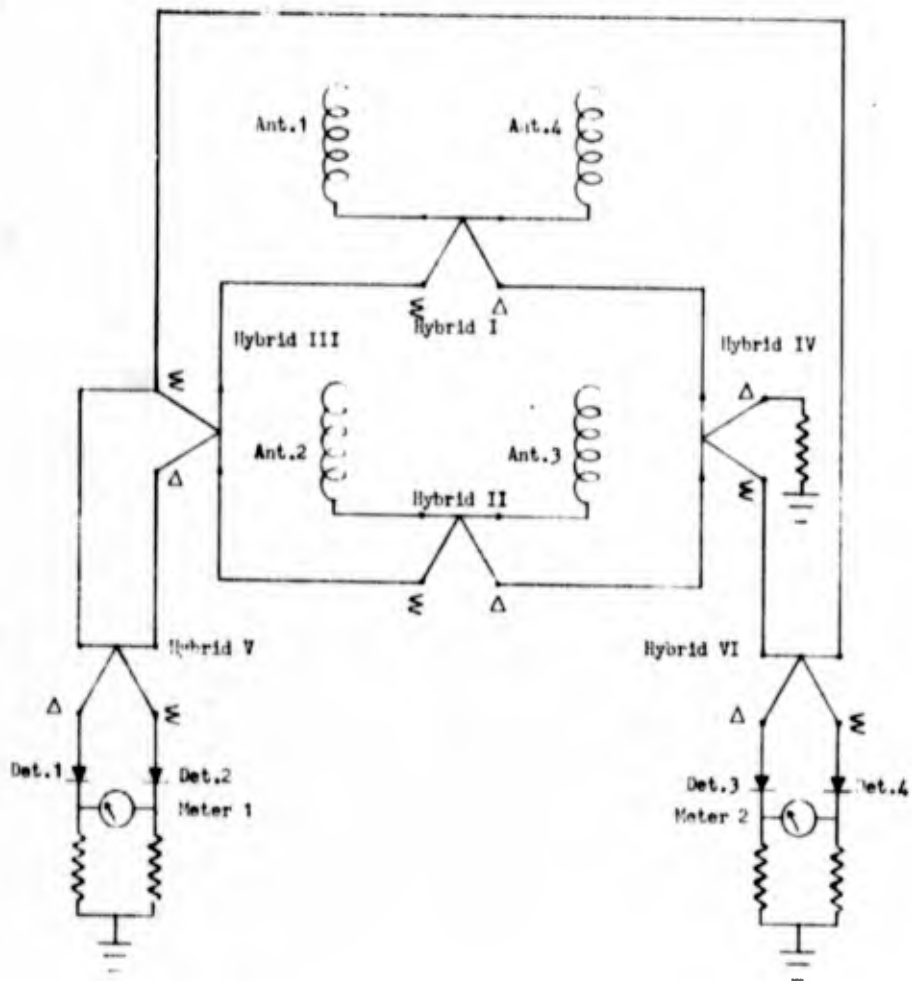 Ant.1
Ant.4
Σ
Δ
Hybrid I
Hybrid III
Hybrid IV
Σ
Δ
Ant.2
Ant.3
Δ
Hybrid II
Σ
Σ
Δ
Hybrid V
Hybrid VI
Δ
Σ
Δ
Σ
Det.1
Det.2
Det.3
Det.4
Meter 1
Meter 2